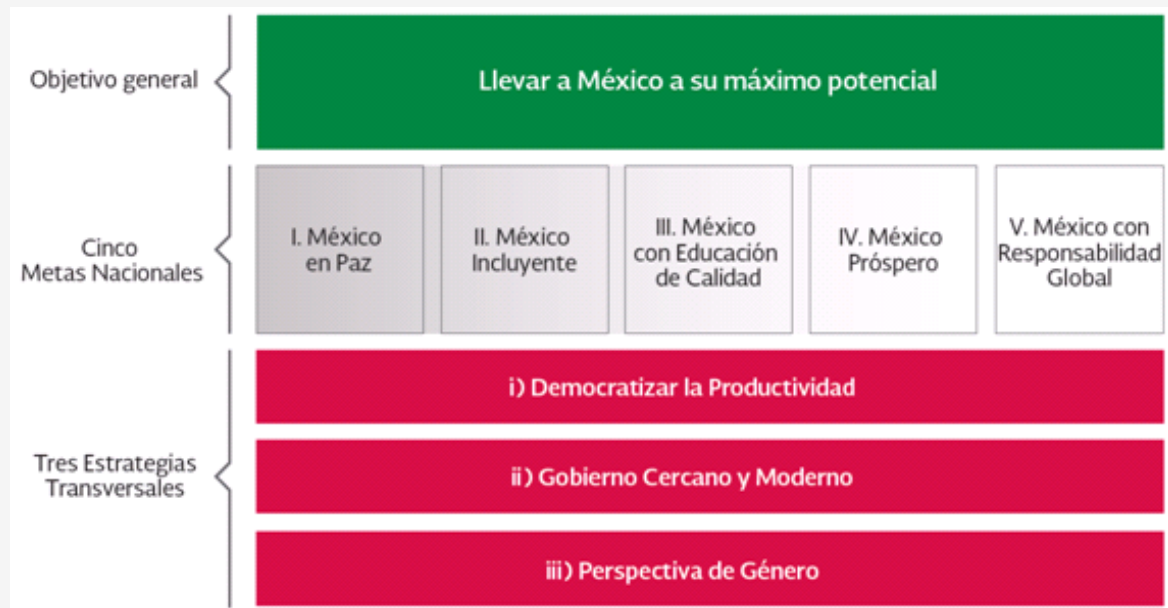 Objetivo general
Llevar a México a su máximo potencial
Cinco
Metas Nacionales
I. México
en Paz
II. México
Incluyente
III. México
con Educación
de Calidad
IV. México
Próspero
V. México con
Responsabilidad
Global
Tres Estrategias
Transversales
i) Democratizar la Productividad
ii) Gobierno Cercano y Moderno
iii) Perspectiva de Género